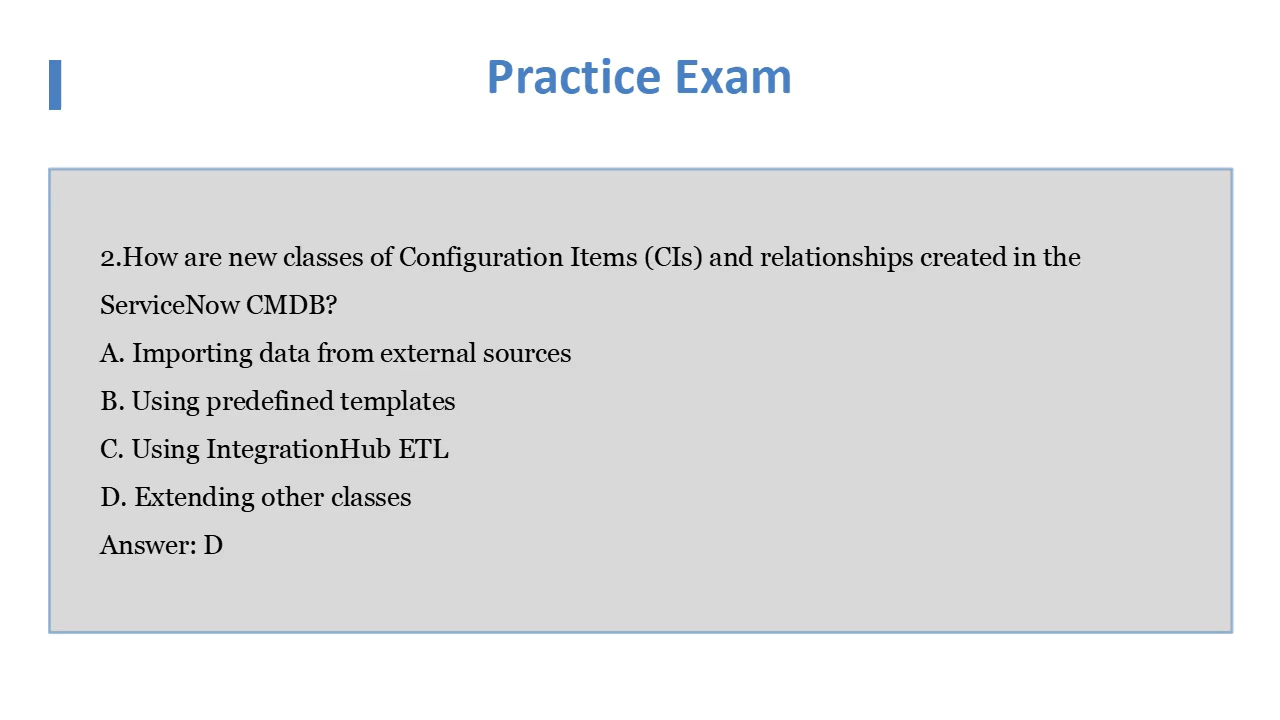 Practice Exam
2.How are new classes of Configuration Items (CIs) and relationships created in the
ServiceNow CMDB?
A. Importing data from external sources
B. Using predefined templates
C. Using IntegrationHub ETL
D. Extending other classes
Answer: D